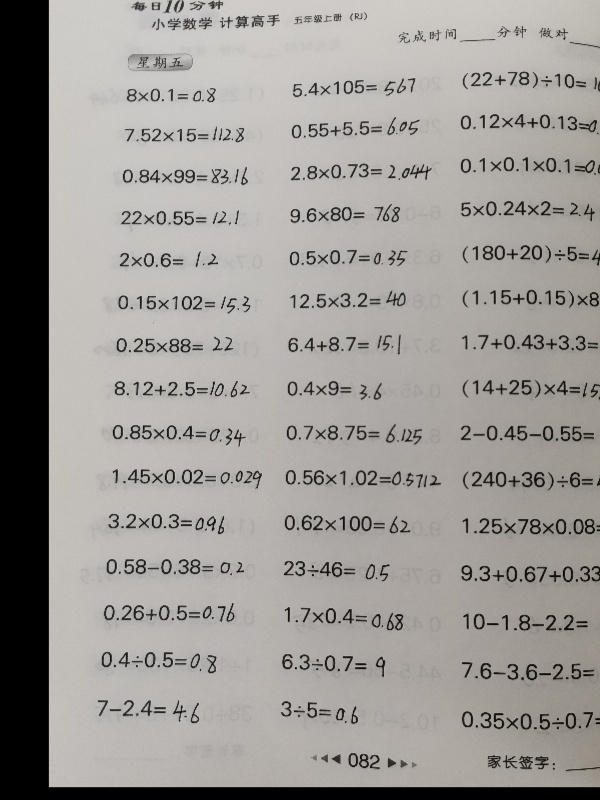 每日10分钟
小学数学 计算高手 五年级上册 (RJ)
完成时间____分钟 做对
星期五
8×0.1=0.8 5.4×105=567 (22+78)÷10=
7.52×15=112.8 0.55+5.5=6.05 0.12×4+0.13=0.
0.84×99=83.16 2.8×0.73=2.044 0.1×0.1×0.1=0.
22×0.55=12.1 9.6×80=768 5×0.24×2=2.4
2×0.6=1.2 0.5×0.7=0.35 (180+20)÷5=4
0.15×102=15.3 12.5×3.2=40 (1.15+0.15)×8
0.25×88=22 6.4+8.7=15.1 1.7+0.43+3.3=
8.12+2.5=10.62 0.4×9=3.6 (14+25)×4=15
0.85×0.4=0.34 0.7×8.75=6.125 2−0.45−0.55=
1.45×0.02=0.029 0.56×1.02=0.5712 (240+36)÷6=
3.2×0.3=0.96 0.62×100=62 1.25×78×0.08=
0.58−0.38=0.2 23÷46=0.5 9.3+0.67+0.33
0.26+0.5=0.76 1.7×0.4=0.68 10−1.8−2.2=
0.4÷0.5=0.8 6.3÷0.7=9 7.6−3.6−2.5=
7−2.4=4.6 3÷5=0.6 0.35×0.5÷0.7=
082 家长签字：____